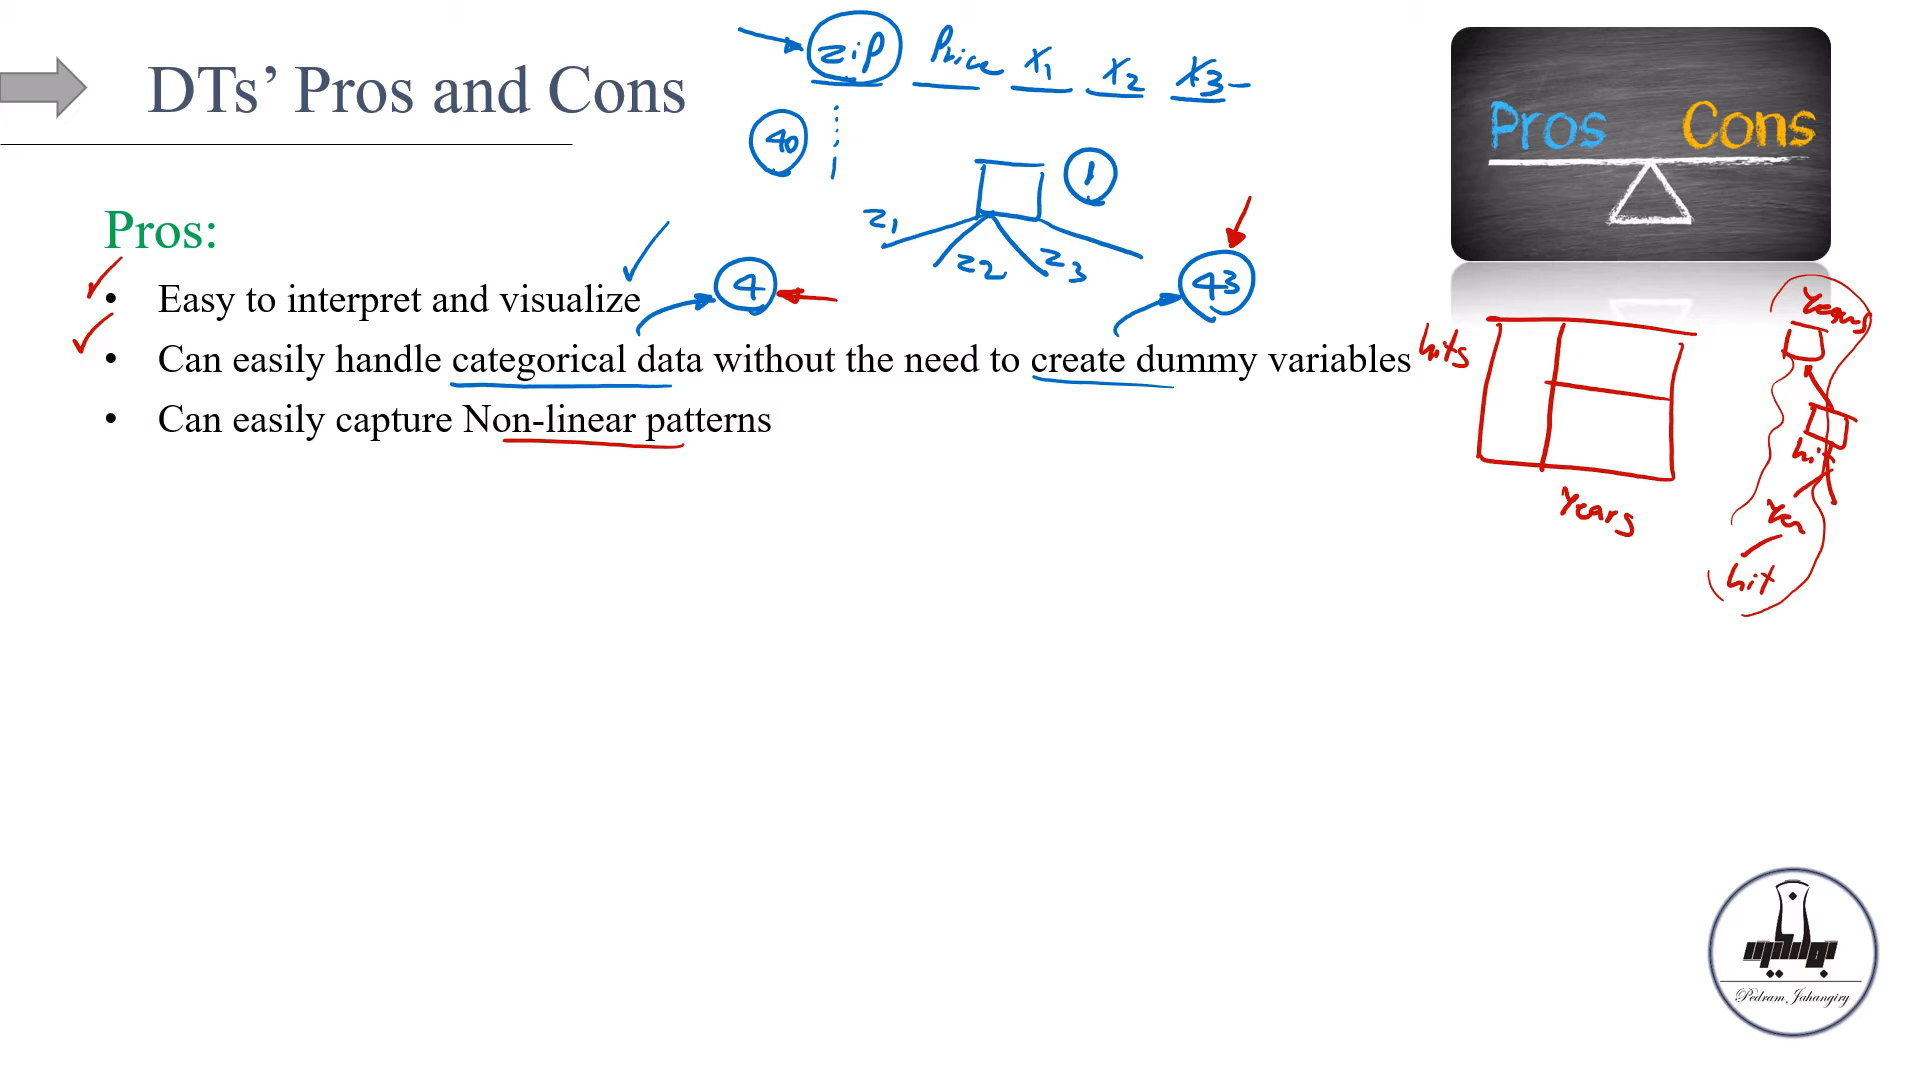 zip Price X1 X2 X3
DTs’ Pros and Cons
Pros Cons
40
1
Z1 Z2 Z3
Pros:
4 43
• Easy to interpret and visualize
• Can easily handle categorical data without the need to create dummy variables
• Can easily capture Non-linear patterns
hits
Years
Years
hit
hit
Pedram Jahangiry